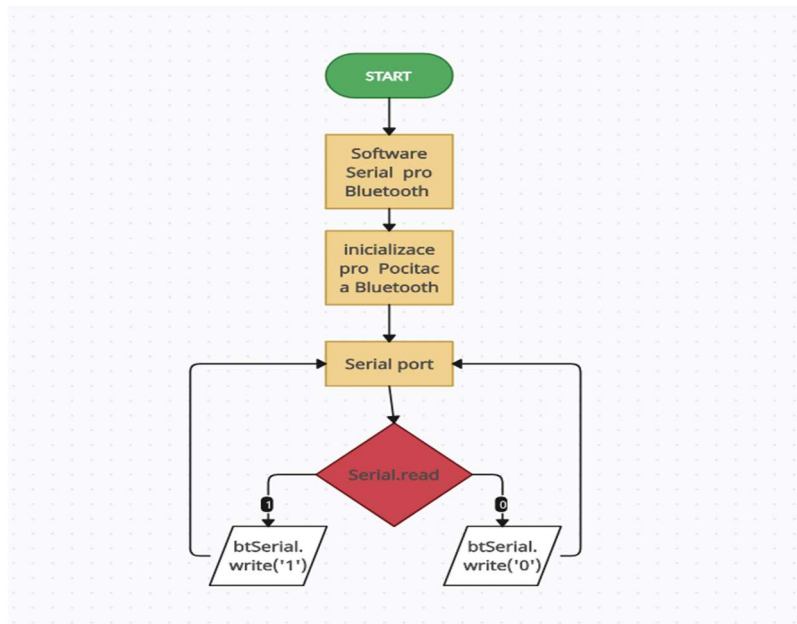 START
Software
Serial pro
Bluetooth
inicializace
pro Pocitac
a Bluetooth
Serial port
Serial.read
1
0
btSerial.
write('1')
btSerial.
write('0')